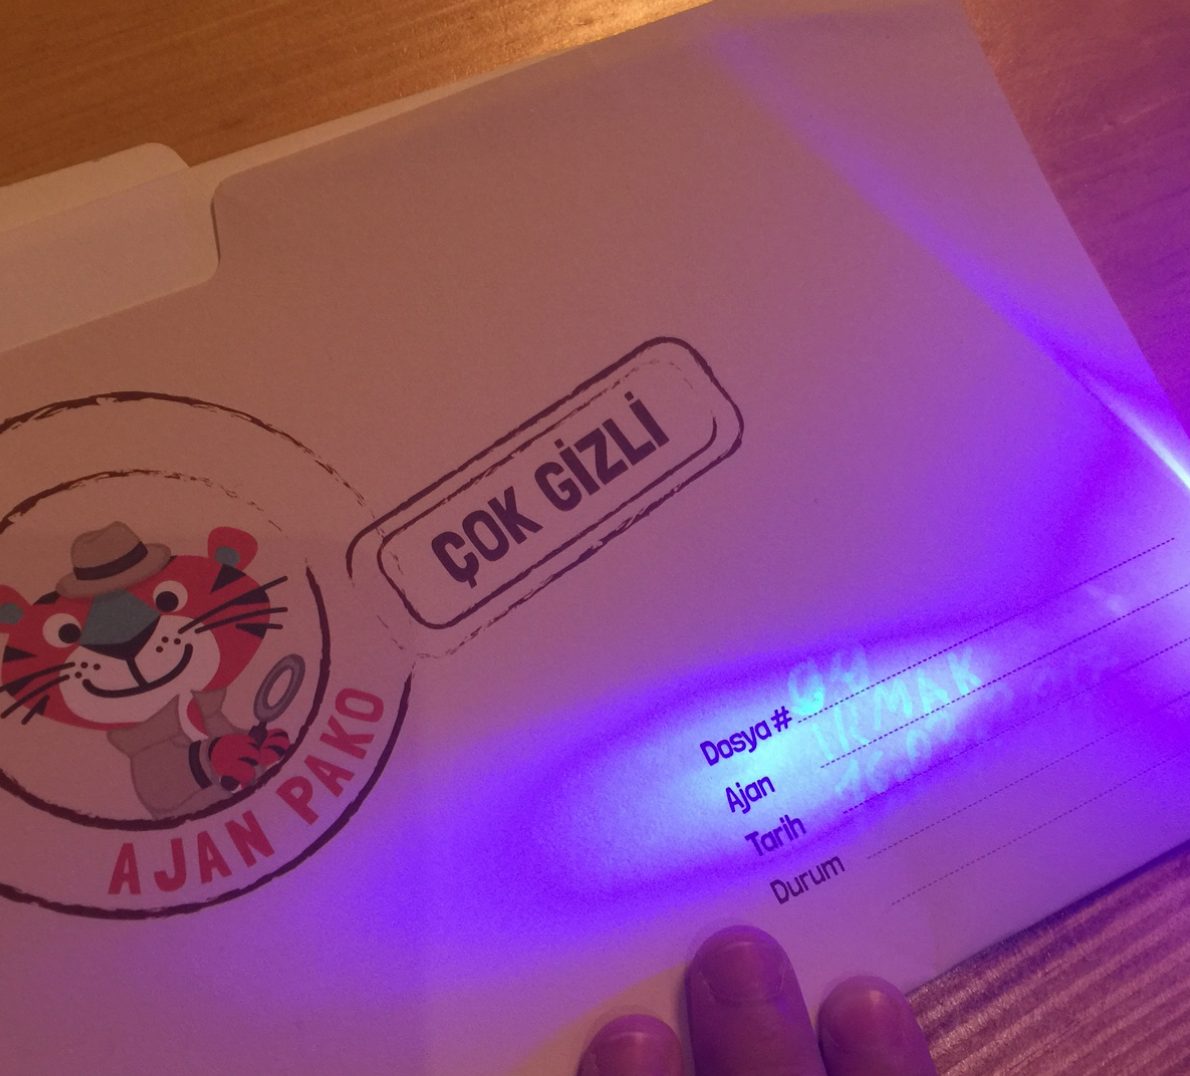 ÇOK GİZLİ
AJAN PAKO
Dosya#
Ajan IRMAK
Tarih
Durum